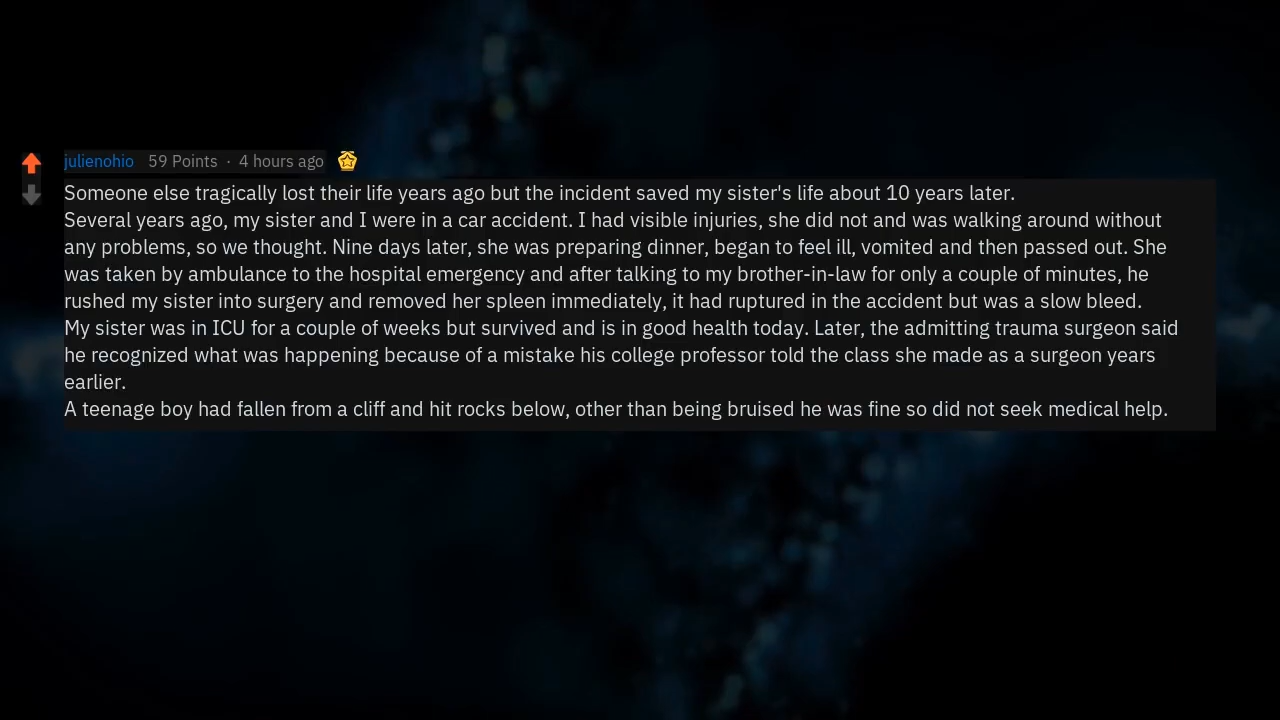 julienohio 59 Points · 4 hours ago
Someone else tragically lost their life years ago but the incident saved my sister's life about 10 years later.
Several years ago, my sister and I were in a car accident. I had visible injuries, she did not and was walking around without
any problems, so we thought. Nine days later, she was preparing dinner, began to feel ill, vomited and then passed out. She
was taken by ambulance to the hospital emergency and after talking to my brother-in-law for only a couple of minutes, he
rushed my sister into surgery and removed her spleen immediately, it had ruptured in the accident but was a slow bleed.
My sister was in ICU for a couple of weeks but survived and is in good health today. Later, the admitting trauma surgeon said
he recognized what was happening because of a mistake his college professor told the class she made as a surgeon years
earlier.
A teenage boy had fallen from a cliff and hit rocks below, other than being bruised he was fine so did not seek medical help.